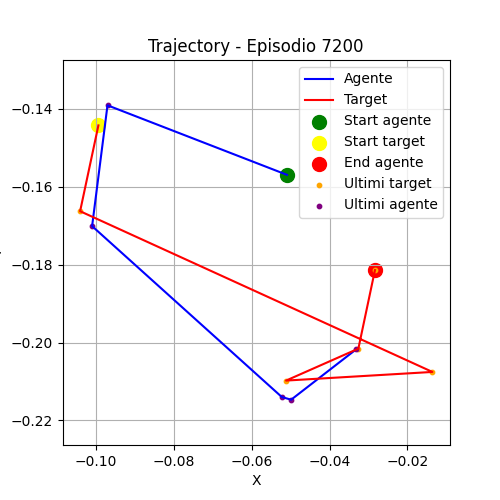 Trajectory - Episodio 7200
Agente
Target
Start agente
Start target
End agente
Ultimi target
Ultimi agente
−0.14
−0.16
−0.18
−0.20
−0.22
−0.10
−0.08
−0.06
−0.04
−0.02
X